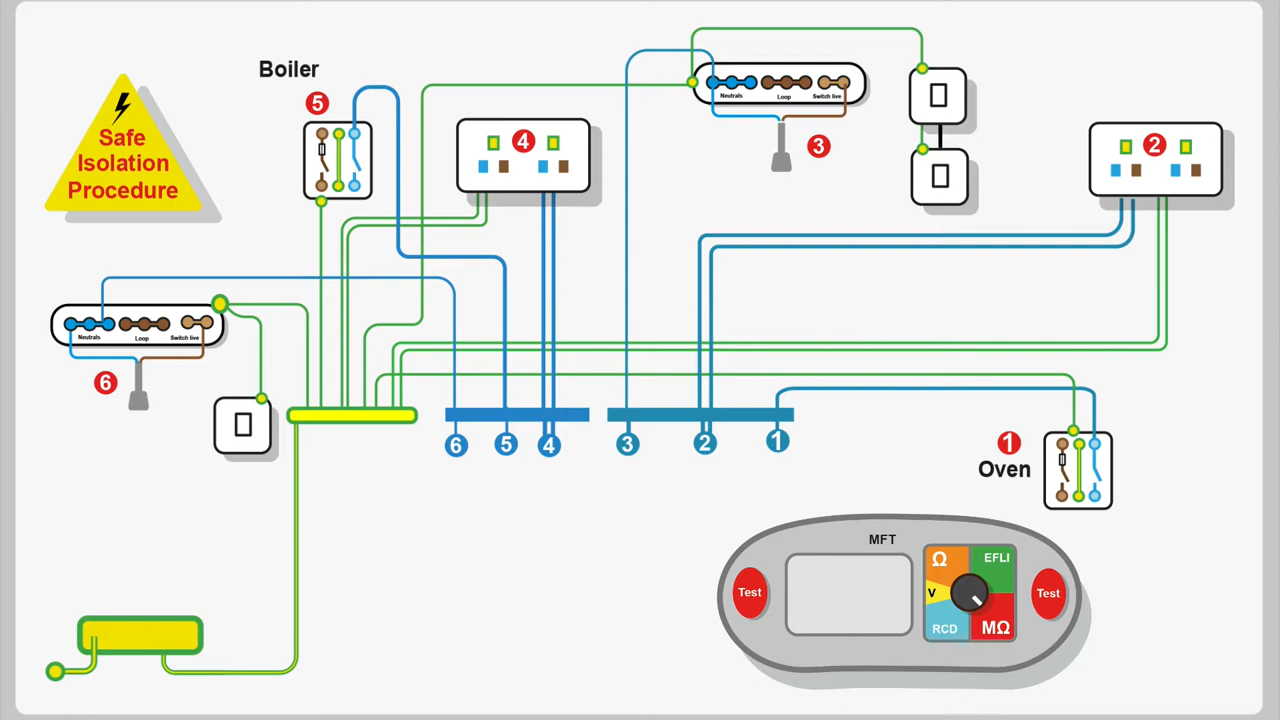 Boiler
5
Safe
Isolation
Procedure
4
Neutrals
Loop
Switch live
3
2
Neutrals
Loop
Switch live
6
6
5
4
3
2
1
1
Oven
MFT
Test
Ω
EFLI
V
RCD
MΩ
Test